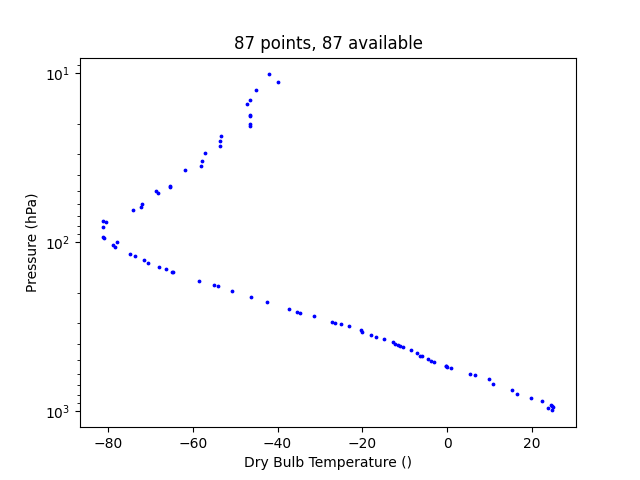 87 points, 87 available
10¹
10²
10³
Pressure (hPa)
−80 −60 −40 −20 0 20
Dry Bulb Temperature ()